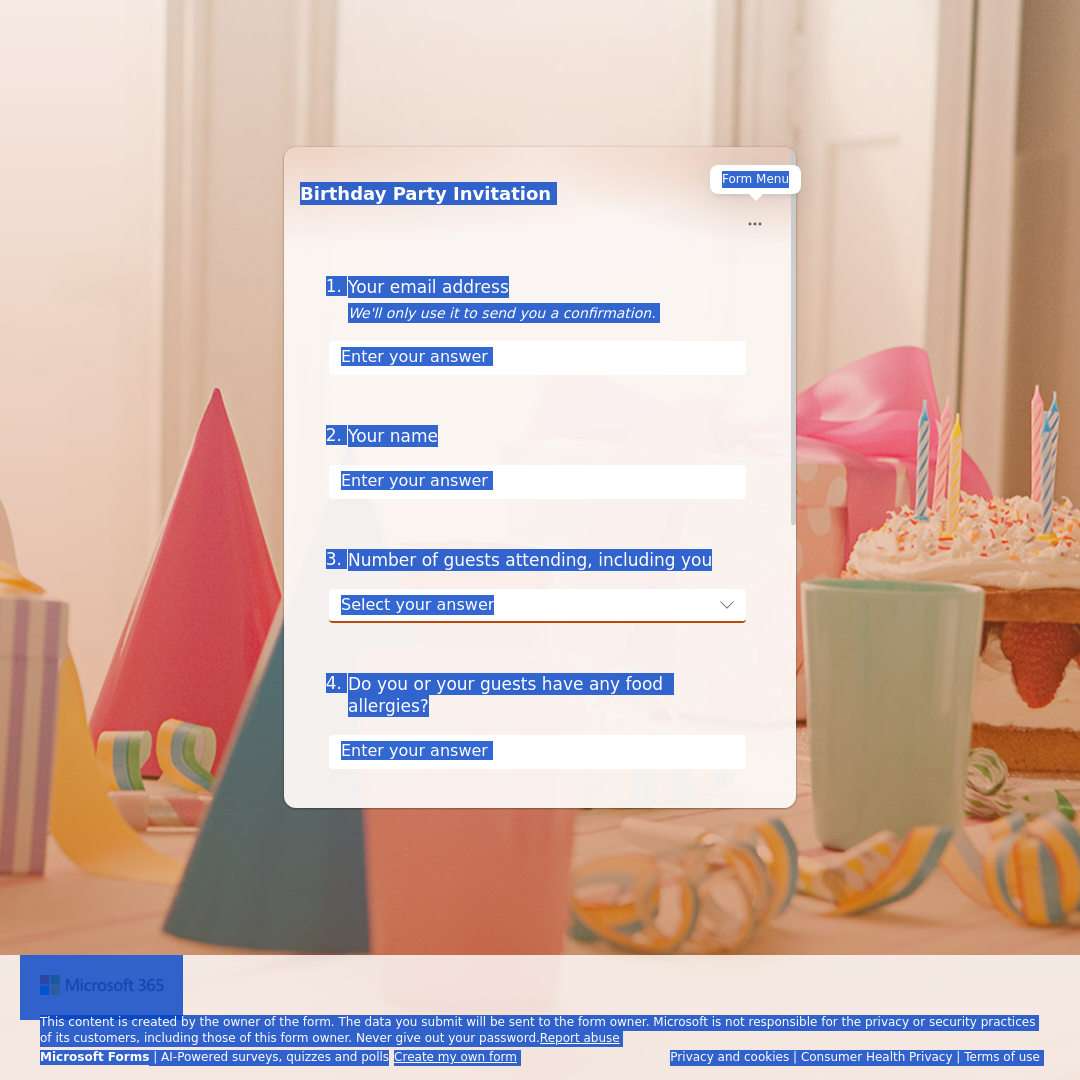 Form Menu
Birthday Party Invitation
1. Your email address
We'll only use it to send you a confirmation.
Enter your answer
2. Your name
Enter your answer
3. Number of guests attending, including you
Select your answer
4. Do you or your guests have any food
allergies?
Enter your answer
Microsoft 365
This content is created by the owner of the form. The data you submit will be sent to the form owner. Microsoft is not responsible for the privacy or security practices
of its customers, including those of this form owner. Never give out your password. Report abuse
Microsoft Forms | AI-Powered surveys, quizzes and polls Create my own form
Privacy and cookies | Consumer Health Privacy | Terms of use